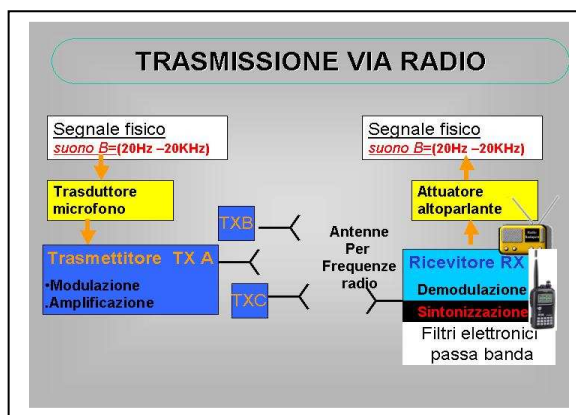 TRASMISSIONE VIA RADIO
Segnale fisico
suono B=(20Hz –20KHz)
Trasduttore
microfono
Trasmettitore TX A
•Modulazione
.Amplificazione
TXB
TXC
Antenne
Per
Frequenze
radio
Segnale fisico
suono B=(20Hz –20KHz)
Attuatore
altoparlante
Ricevitore RX
Demodulazione
Sintonizzazione
Filtri elettronici
passa banda